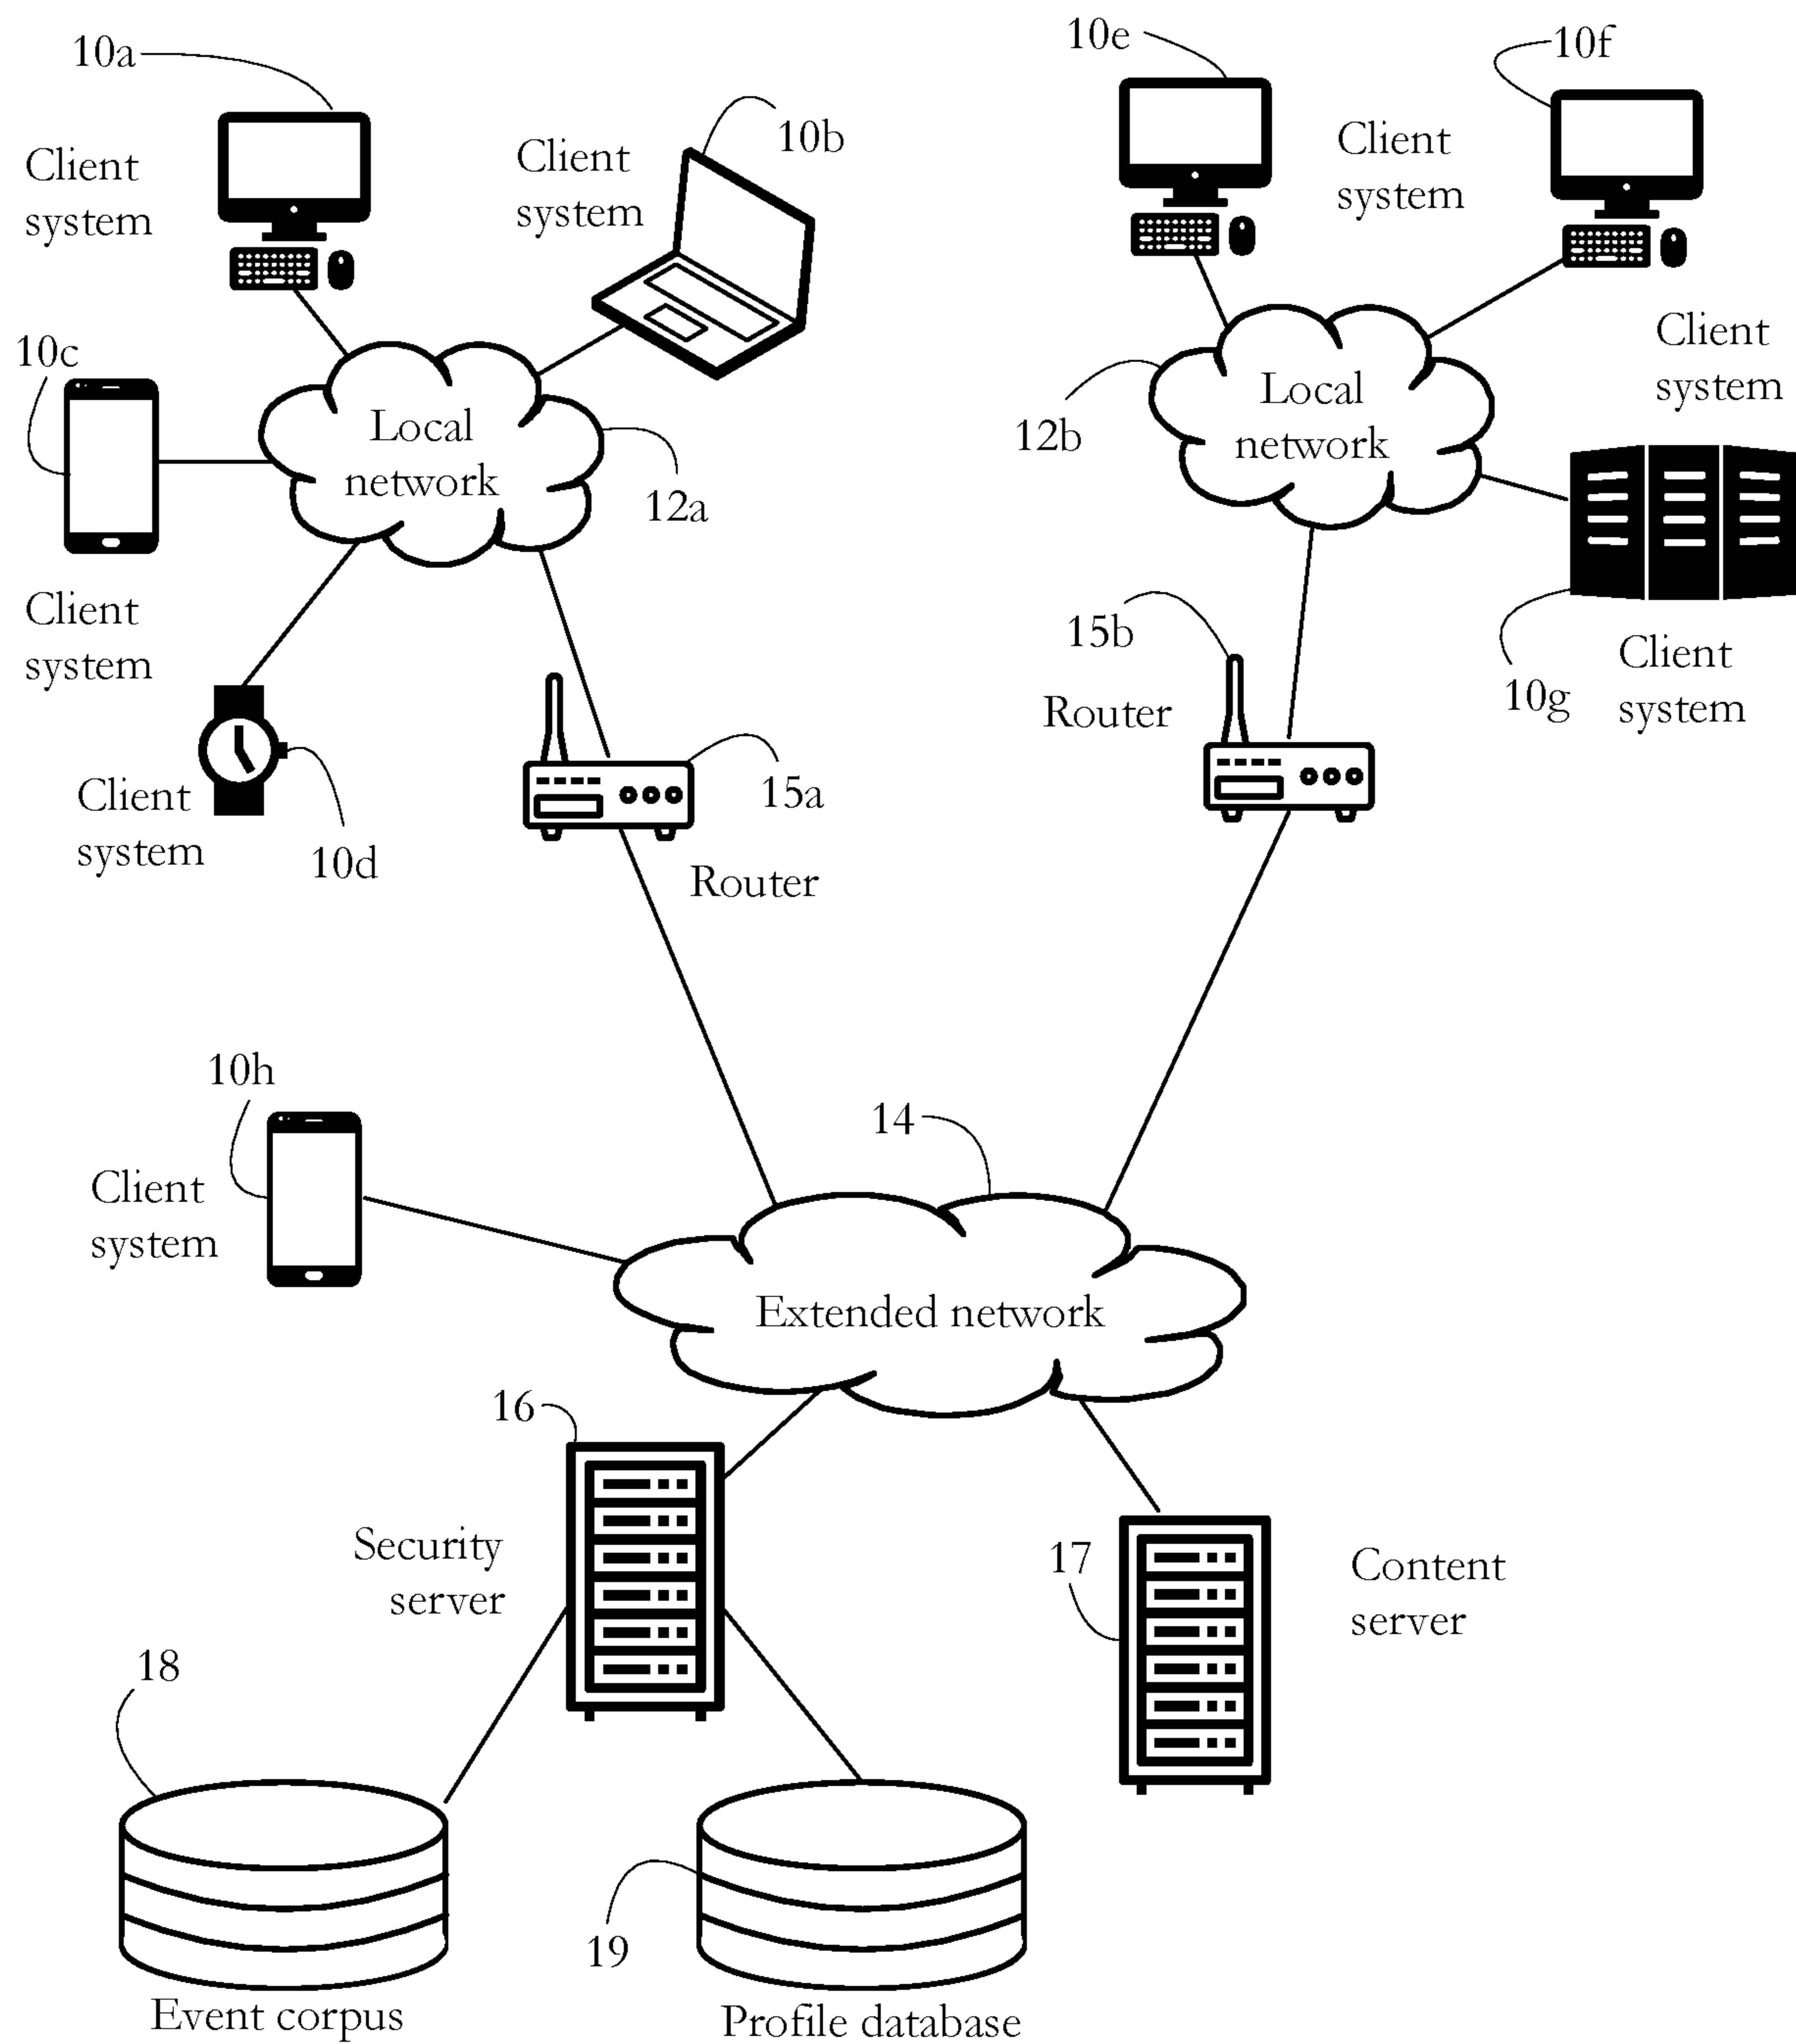 10a
10e
10f
Client
system
Client
system
10b
Client
system
10c
Local
network
12a
Client
system
Local
network
12b
Client
system
15b
Router
10g
Client
system
Client
system
10d
15a
Router
10h
Client
system
14
Extended network
16
Security
server
17
Content
server
18
19
Event corpus
Profile database